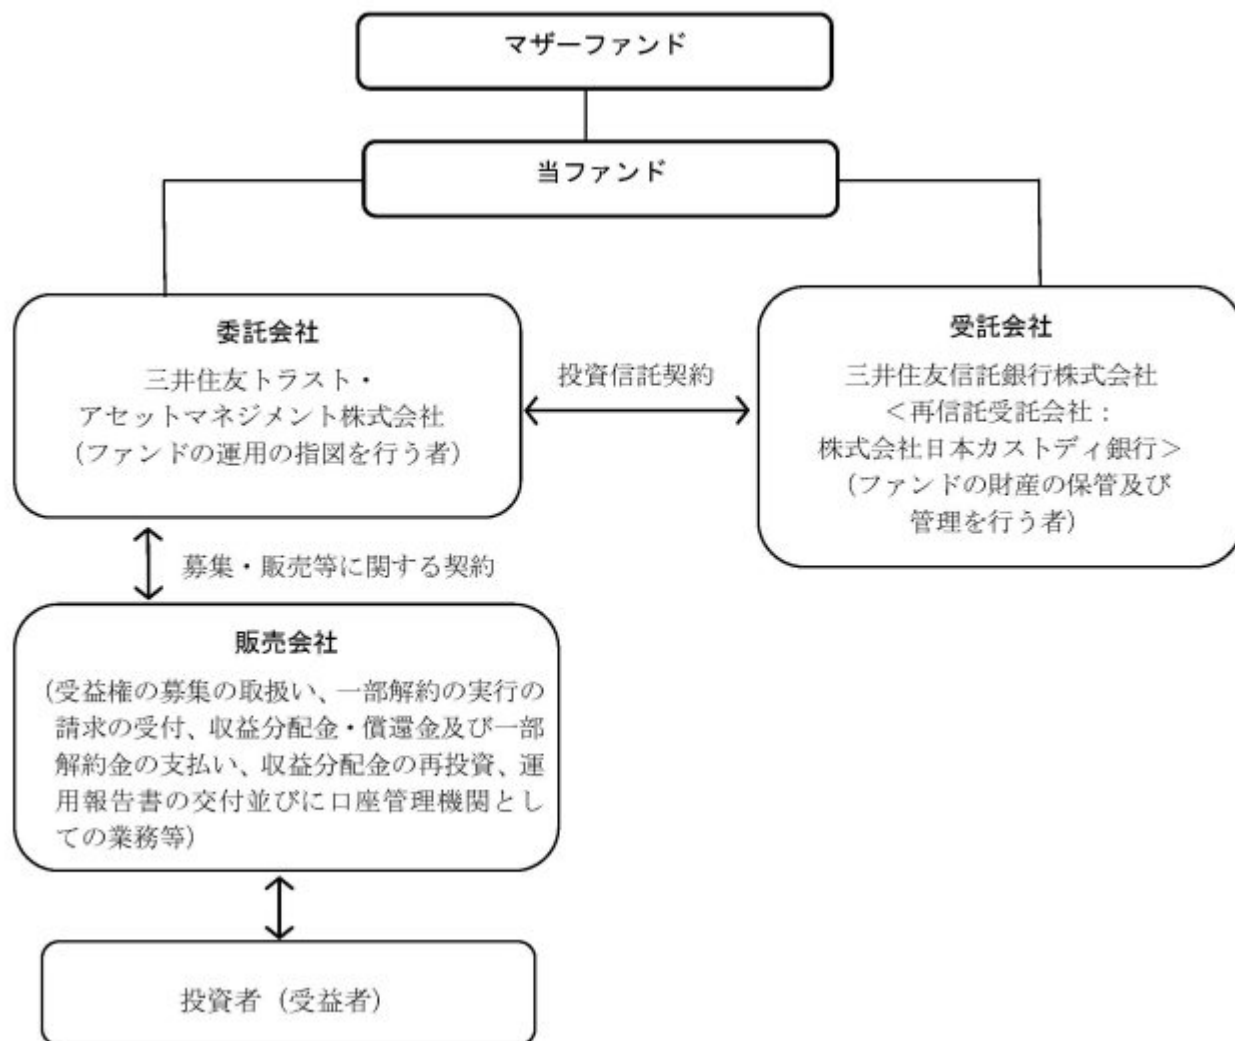 マザーファンド
当ファンド
委託会社
三井住友トラスト・
アセットマネジメント株式会社
（ファンドの運用の指図を行う者）
投資信託契約
受託会社
三井住友信託銀行株式会社
＜再信託受託会社：
株式会社日本カストディ銀行＞
（ファンドの財産の保管及び
管理を行う者）
募集・販売等に関する契約
販売会社
（受益権の募集の取扱い、一部解約の実行の
請求の受付、収益分配金・償還金及び一部
解約金の支払い、収益分配金の再投資、運
用報告書の交付並びに口座管理機関とし
ての業務等）
投資者（受益者）